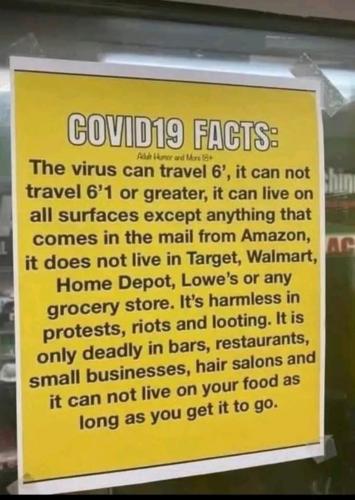 COVID19 FACTS:
Adult Humor and More 18+
The virus can travel 6', it can not
travel 6'1 or greater, it can live on
all surfaces except anything that
comes in the mail from Amazon,
it does not live in Target, Walmart,
Home Depot, Lowe's or any
grocery store. It's harmless in
protests, riots and looting. It is
only deadly in bars, restaurants,
small businesses, hair salons and
it can not live on your food as
long as you get it to go.